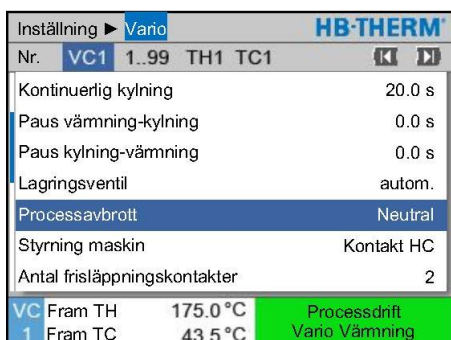 Inställning ► Vario HB-THERM®
Nr. VC1 1..99 TH1 TC1
Kontinuerlig kylning 20.0 s
Paus värmning-kylning 0.0 s
Paus kylning-värmning 0.0 s
Lagringsventil autom.
Processavbrott Neutral
Styrning maskin Kontakt HC
Antal frisläppningskontakter 2
VC Fram TH 175.0 °C Processdrift
1 Fram TC 43.5 °C Vario Värmning